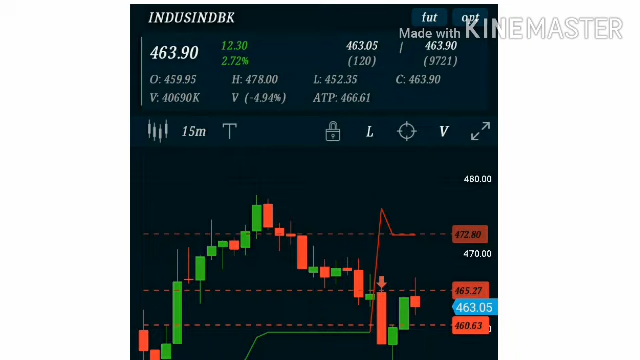 INDUSINDBK
fut opt
Made with KINEMASTER
463.90
12.30
2.72%
463.05
(120)
463.90
(9721)
O: 459.95 H: 478.00 L: 452.35 C: 463.90
V: 40690K V (-4.94%) ATP: 466.61
15m T L V
480.00
472.80
470.00
465.27
463.05
460.63